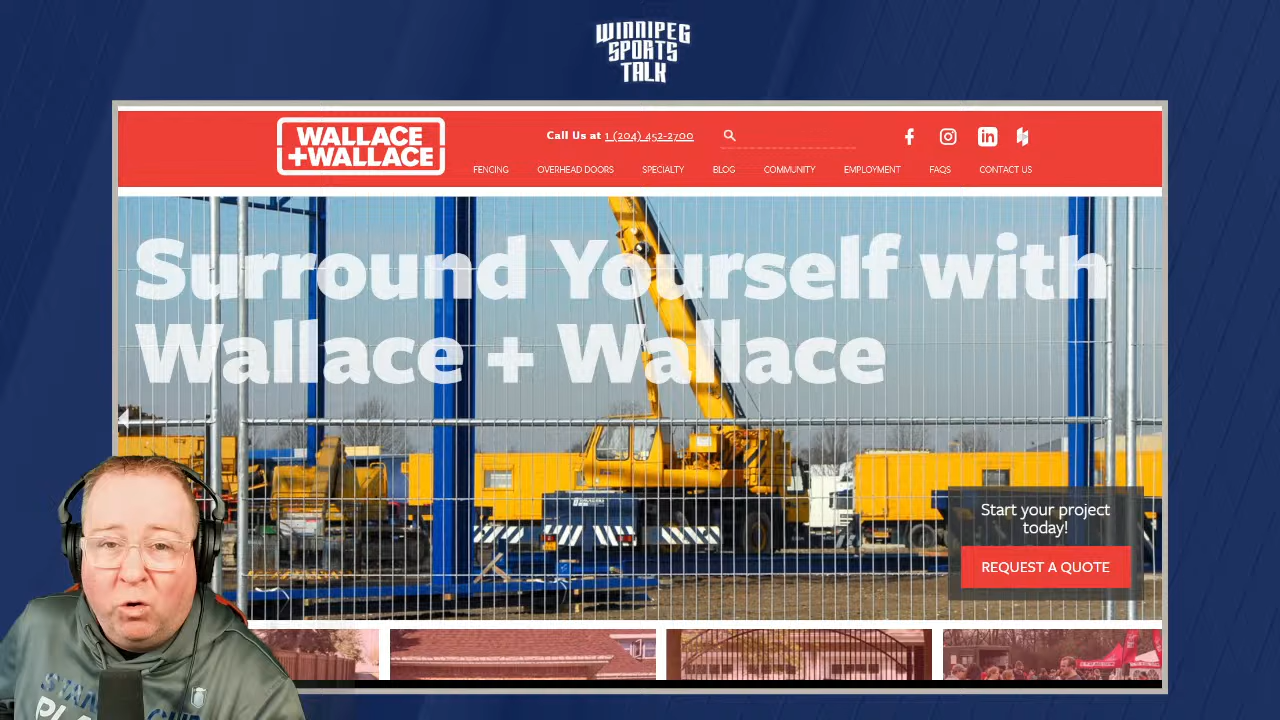 WINNIPEG
SPORTS
TALK
WALLACE
+WALLACE
Call Us at 1 (204) 452-2700
FENCING OVERHEAD DOORS SPECIALTY BLOG COMMUNITY EMPLOYMENT FAQS CONTACT US
Surround Yourself with
Wallace + Wallace
Start your project
today!
REQUEST A QUOTE